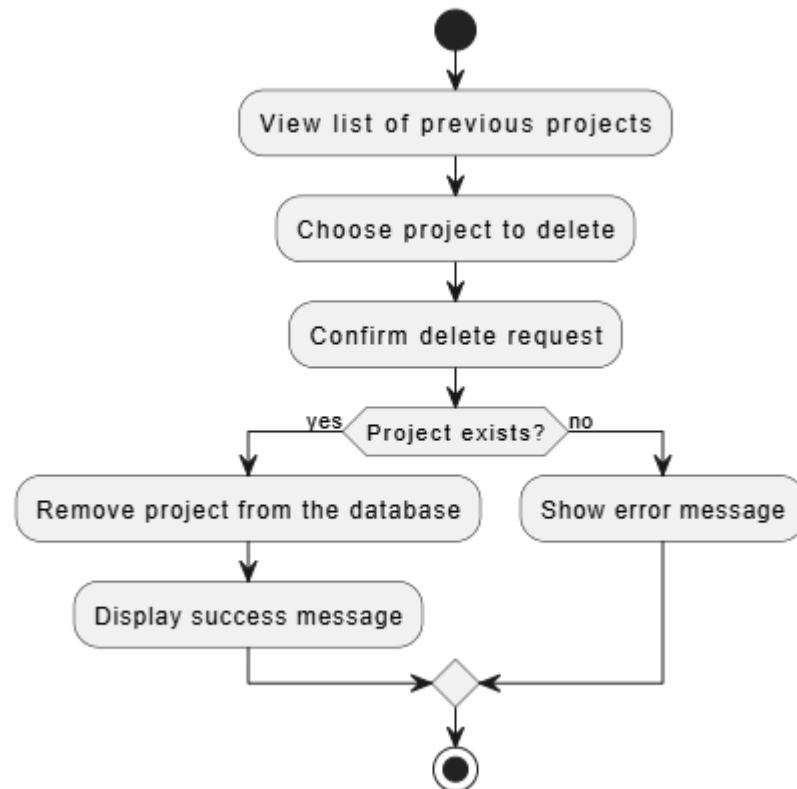 View list of previous projects
Choose project to delete
Confirm delete request
yes
Project exists?
no
Remove project from the database
Show error message
Display success message